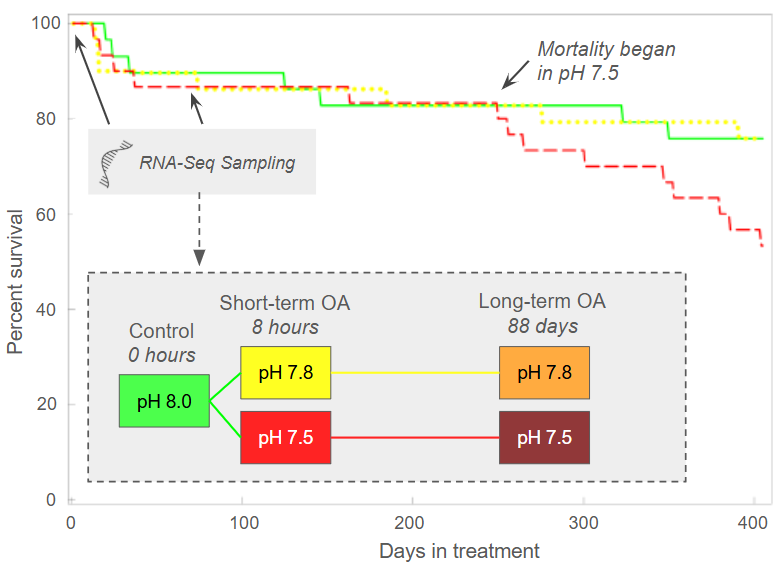 100
80
60
40
20
0
Percent survival
Mortality began
in pH 7.5
RNA-Seq Sampling
Control
0 hours
Short-term OA
8 hours
Long-term OA
88 days
pH 8.0
pH 7.8
pH 7.5
pH 7.8
pH 7.5
0
100
200
300
400
Days in treatment